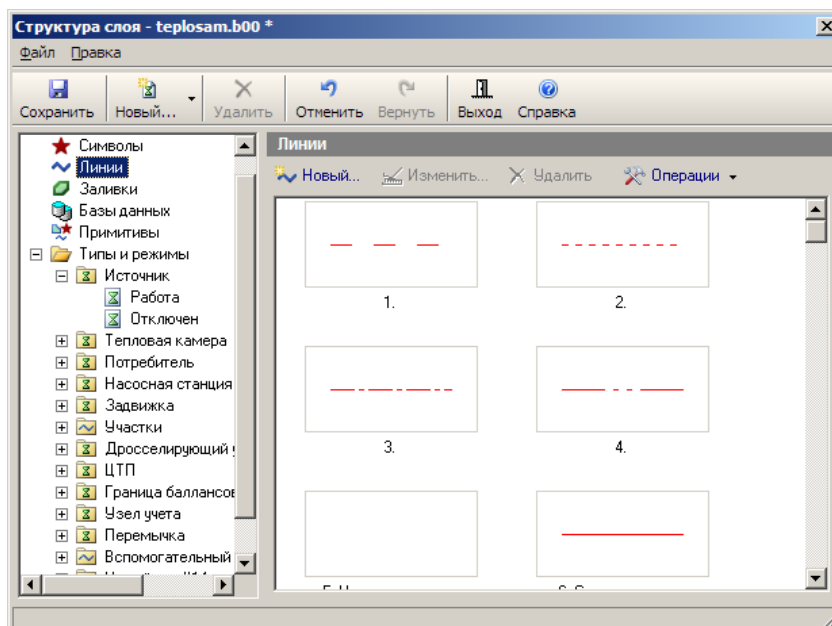 Структура слоя - teplosam.b00 *
Файл Правка
Сохранить Новый... Удалить Отменить Вернуть Выход Справка
Символы
Линии
Заливки
Базы данных
Примитивы
Типы и режимы
Источник
Работа
Отключен
Тепловая камера
Потребитель
Насосная станция
Задвижка
Участки
Дросселирующий
ЦТП
Граница баллансов
Узел учета
Перемычка
Вспомогательный
Линии
Новый... Изменить... Удалить Операции
1. 2.
3. 4.